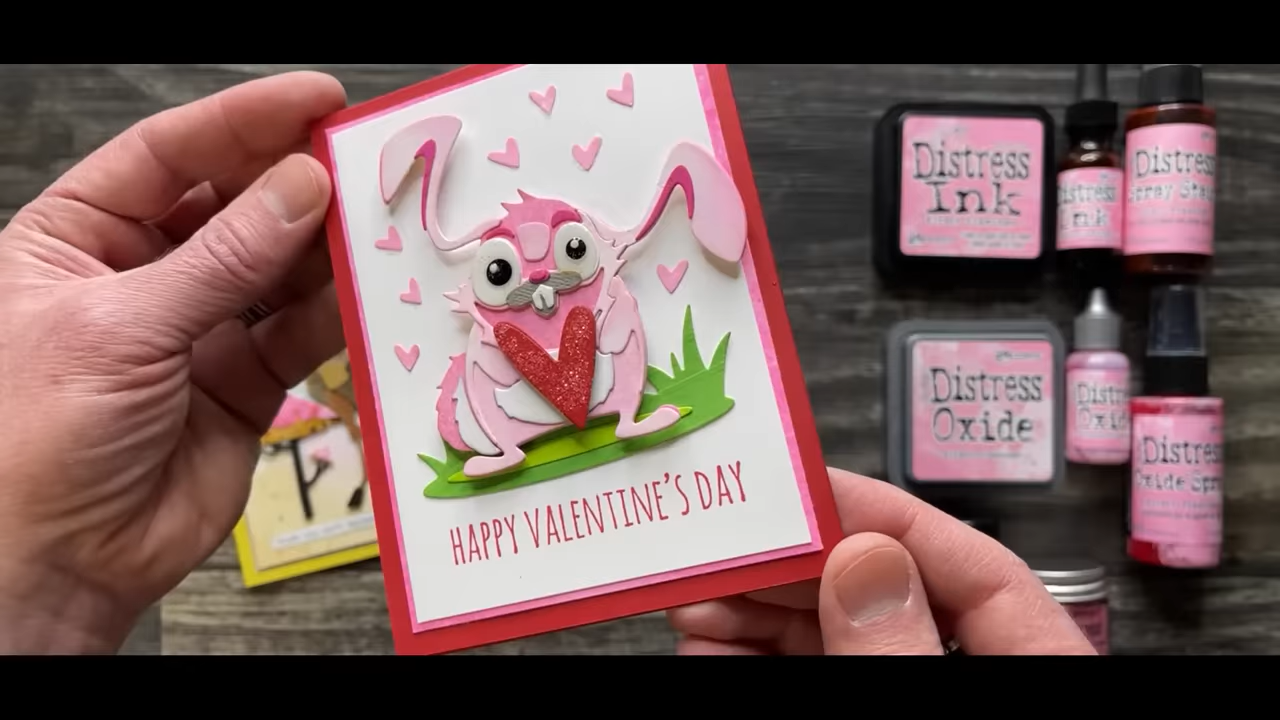 HAPPY VALENTINE'S DAY
Distress
Ink
Distress
Ink
Distress
Spray Stain
Distress
Oxide
Distress
Oxide
Distress
Oxide Spray